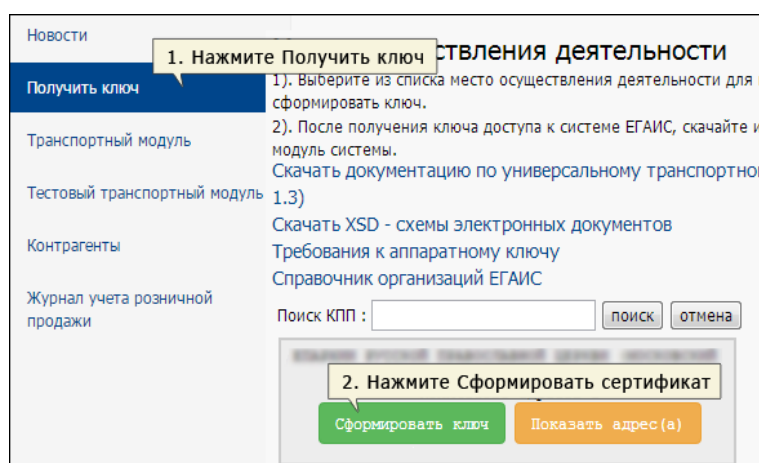 Новости
1. Нажмите Получить ключ
ствления деятельности
Получить ключ
1). Выберите из списка место осуществления деятельности для
сформировать ключ.
2). После получения ключа доступа к системе ЕГАИС, скачайте и
модуль системы.
Транспортный модуль
Скачать документацию по универсальному транспортно
1.3)
Тестовый транспортный модуль
Скачать XSD - схемы электронных документов
Контрагенты
Требования к аппаратному ключу
Справочник организаций ЕГАИС
Журнал учета розничной
продажи
Поиск КПП :
поиск
отмена
2. Нажмите Сформировать сертификат
Сформировать ключ
Показать адрес(а)